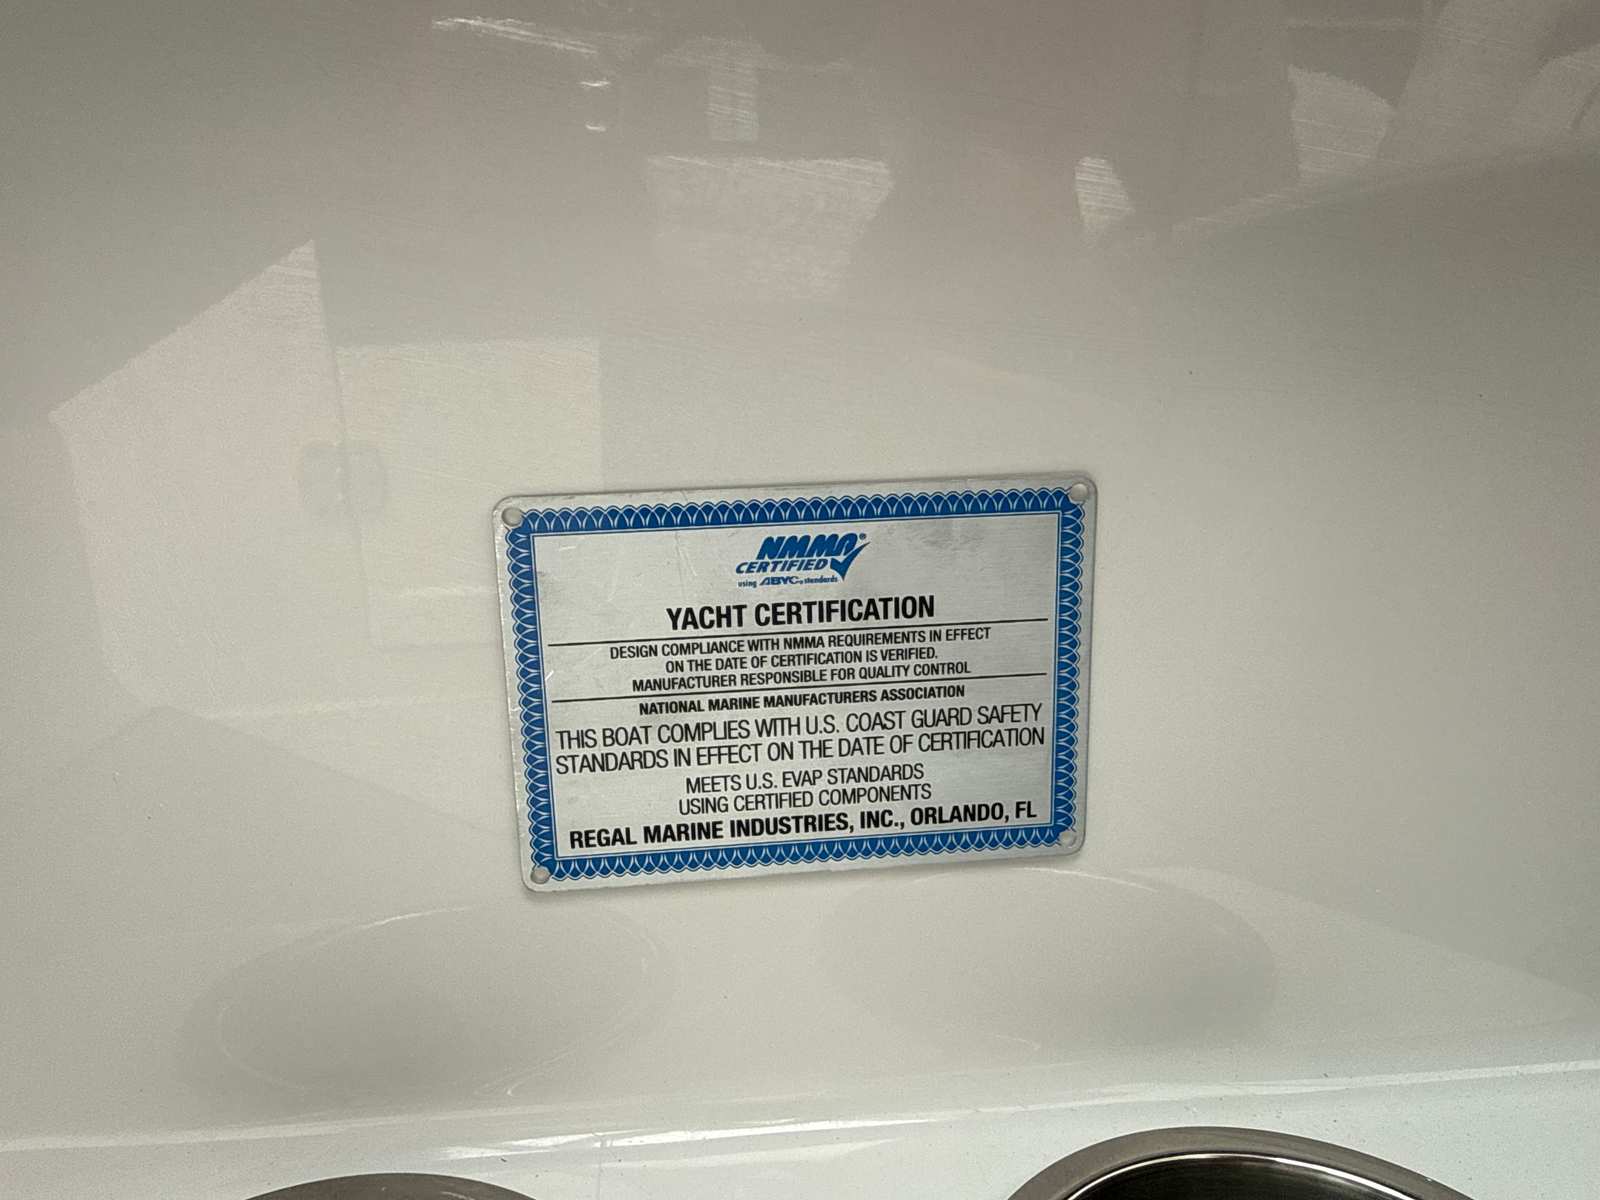 NMMA®
CERTIFIED
using ABYC® standards
YACHT CERTIFICATION
DESIGN COMPLIANCE WITH NMMA REQUIREMENTS IN EFFECT
ON THE DATE OF CERTIFICATION IS VERIFIED.
MANUFACTURER RESPONSIBLE FOR QUALITY CONTROL
NATIONAL MARINE MANUFACTURERS ASSOCIATION
THIS BOAT COMPLIES WITH U.S. COAST GUARD SAFETY
STANDARDS IN EFFECT ON THE DATE OF CERTIFICATION
MEETS U.S. EVAP STANDARDS
USING CERTIFIED COMPONENTS
REGAL MARINE INDUSTRIES, INC., ORLANDO, FL